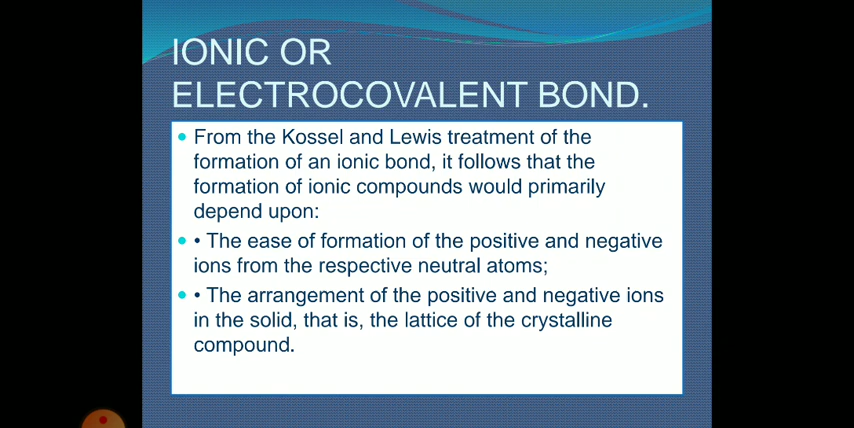 IONIC OR
ELECTROCOVALENT BOND.
• From the Kossel and Lewis treatment of the
formation of an ionic bond, it follows that the
formation of ionic compounds would primarily
depend upon:
• • The ease of formation of the positive and negative
ions from the respective neutral atoms;
• • The arrangement of the positive and negative ions
in the solid, that is, the lattice of the crystalline
compound.